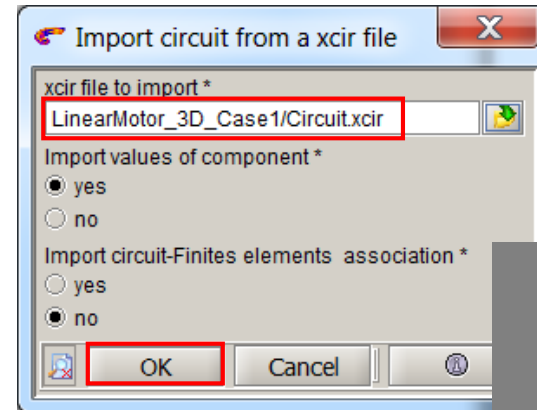 Import circuit from a xcir file
xcir file to import *
LinearMotor_3D_Case1/Circuit.xcir
Import values of component *
yes
no
Import circuit-Finites elements association *
yes
no
OK Cancel